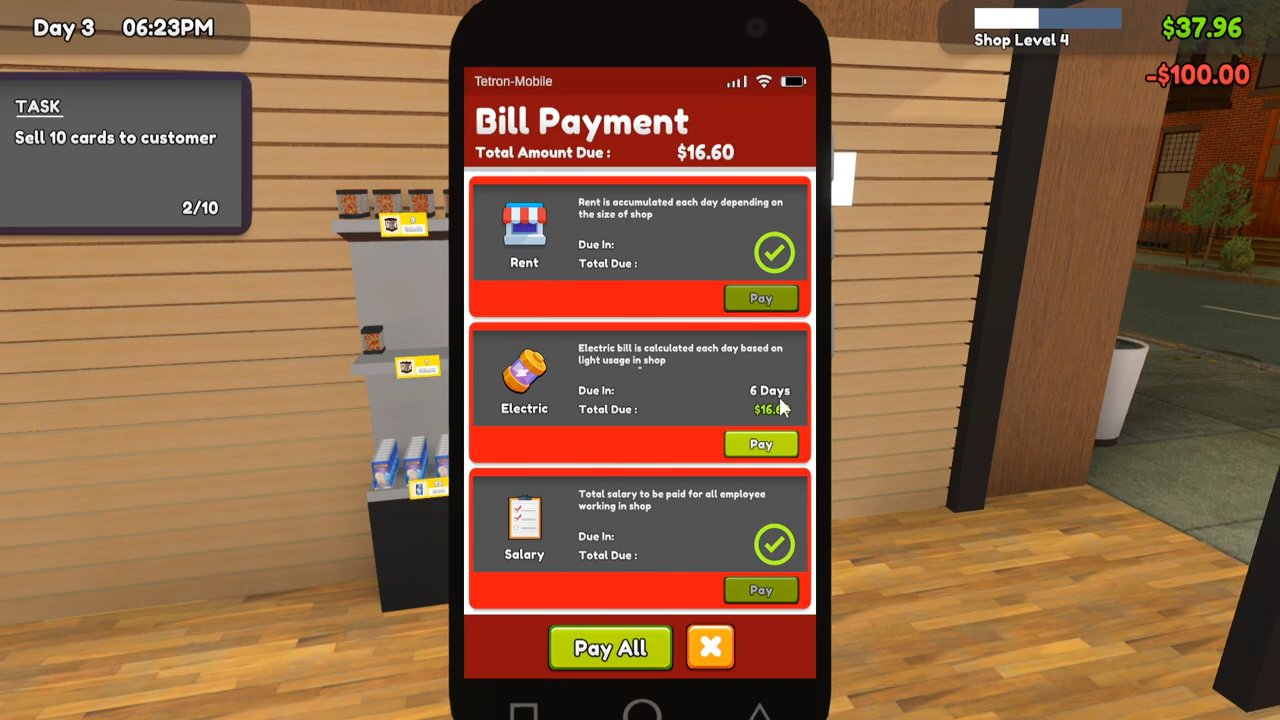 Day 3 06:23PM
Shop Level 4
$37.96
-$100.00
TASK
Sell 10 cards to customer
2/10
Tetron-Mobile
Bill Payment
Total Amount Due : $16.60
Rent is accumulated each day depending on
the size of shop
Due In:
Total Due :
Rent
Pay
Electric bill is calculated each day based on
light usage in shop
Due In: 6 Days
Total Due :
Electric
Pay
Total salary to be paid for all employee
working in shop
Due In:
Total Due :
Salary
Pay
Pay All